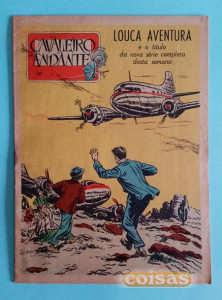 CAVALEIRO
ANDANTE
LOUCA AVENTURA
é o título
da nova série completa
desta semana
coisas